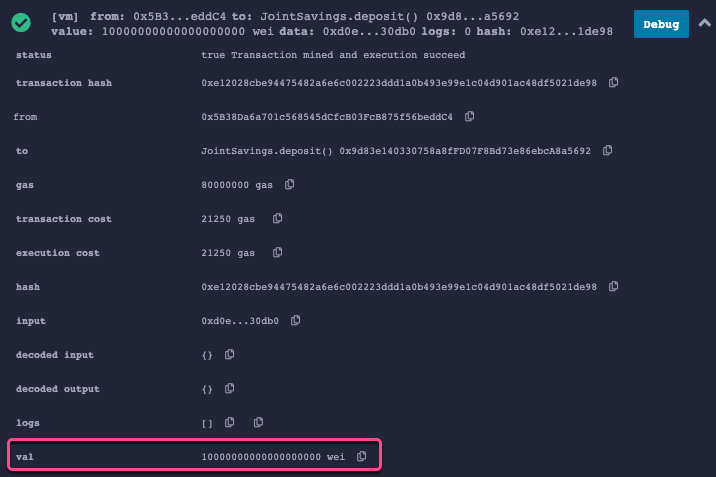 [vm] from: 0x5B3...eddC4 to: JointSavings.deposit() 0x9d8...a5692
value: 10000000000000000000 wei data: 0xd0e...30db0 logs: 0 hash: 0xe12...1de98
Debug
status true Transaction mined and execution succeed
transaction hash 0xe12028cbe94475482a6e6c002223ddd1a0b493e99e1c04d901ac48df5021de98
from 0x5B38Da6a701c568545dCfcB03FcB875f56beddC4
to JointSavings.deposit() 0x9d83e140330758a8fFD07F8Bd73e86ebcA8a5692
gas 80000000 gas
transaction cost 21250 gas
execution cost 21250 gas
hash 0xe12028cbe94475482a6e6c002223ddd1a0b493e99e1c04d901ac48df5021de98
input 0xd0e...30db0
decoded input {}
decoded output {}
logs []
val 10000000000000000000 wei